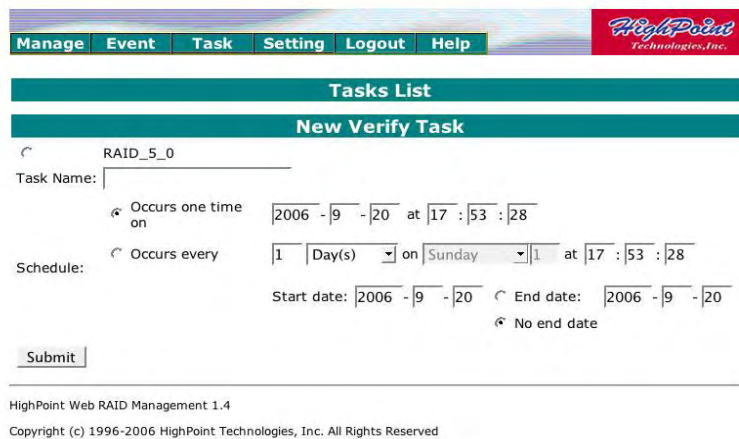 HighPoint
Technologies, Inc.
Manage Event Task Setting Logout Help
Tasks List
New Verify Task
RAID_5_0
Task Name:
Occurs one time on 2006 - 9 - 20 at 17 : 53 : 28
Schedule:
Occurs every 1 Day(s) on Sunday 1 at 17 : 53 : 28
Start date: 2006 - 9 - 20 End date: 2006 - 9 - 20
No end date
Submit
HighPoint Web RAID Management 1.4
Copyright (c) 1996-2006 HighPoint Technologies, Inc. All Rights Reserved